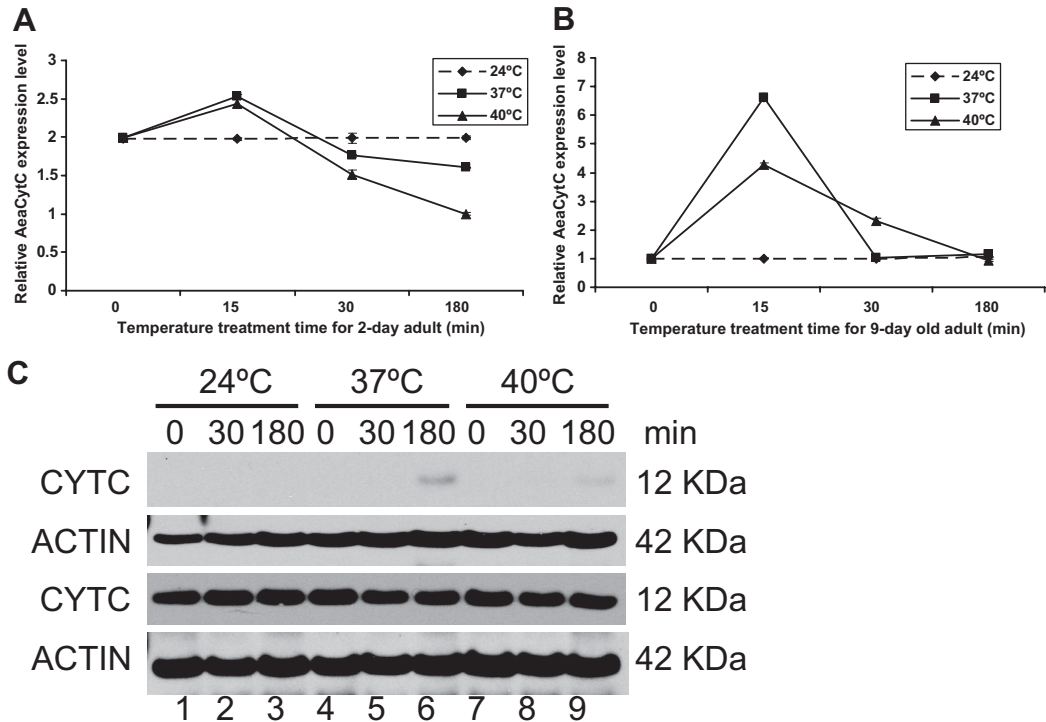 A
Relative AeaCytC expression level
3
2.5
2
1.5
1
0.5
0
0 15 30 180
Temperature treatment time for 2-day adult (min)
24ºC
37ºC
40ºC
B
Relative AeaCytC expression level
8
7
6
5
4
3
2
1
0
0 15 30 180
Temperature treatment time for 9-day old adult (min)
24ºC
37ºC
40ºC
C
24ºC 37ºC 40ºC
0 30 180 0 30 180 0 30 180 min
CYTC 12 KDa
ACTIN 42 KDa
CYTC 12 KDa
ACTIN 42 KDa
1 2 3 4 5 6 7 8 9